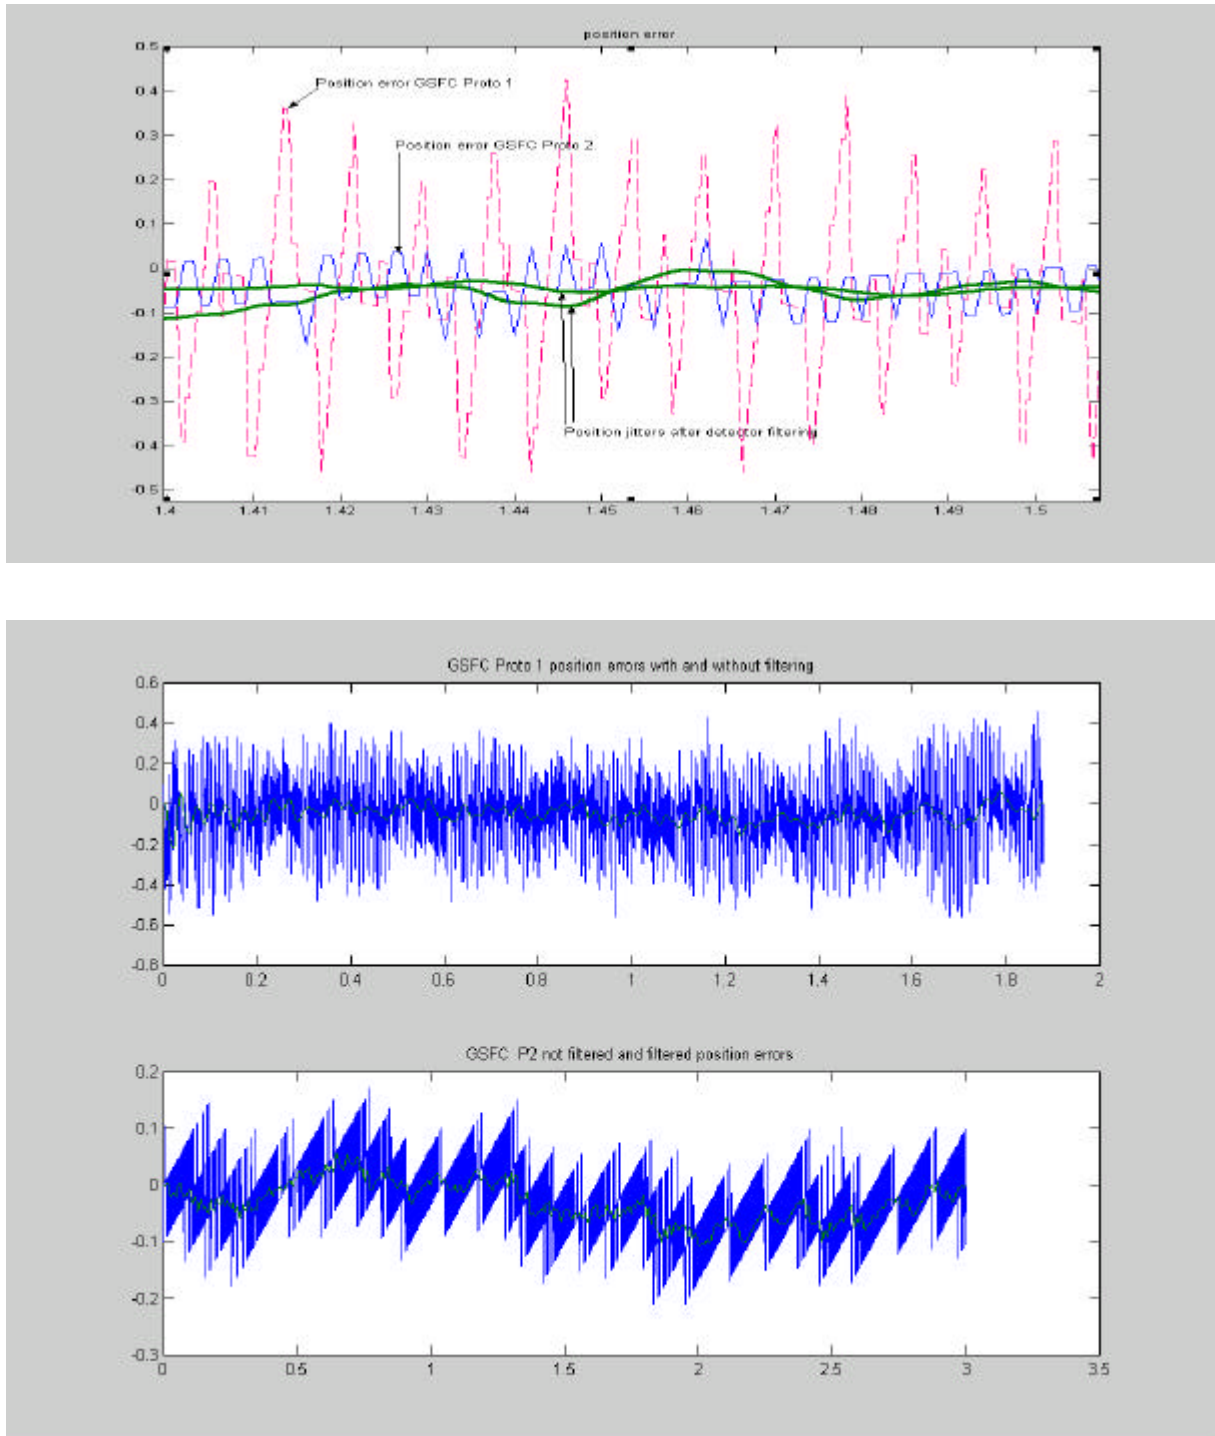 position error
0.5
0.4
0.3
0.2
0.1
0
-0.1
-0.2
-0.3
-0.4
-0.5
Position error GSFC Proto 1
Position error GSFC Proto 2
Position jitters after detector filtering
1.4 1.41 1.42 1.43 1.44 1.45 1.46 1.47 1.48 1.49 1.5
GSFC Proto 1 position errors with and without filtering
0.6
0.4
0.2
0
-0.2
-0.4
-0.6
-0.8
0 0.2 0.4 0.6 0.8 1 1.2 1.4 1.6 1.8 2
GSFC P2 not filtered and filtered position errors
0.2
0.1
0
-0.1
-0.2
-0.3
0 0.5 1 1.5 2 2.5 3 3.5